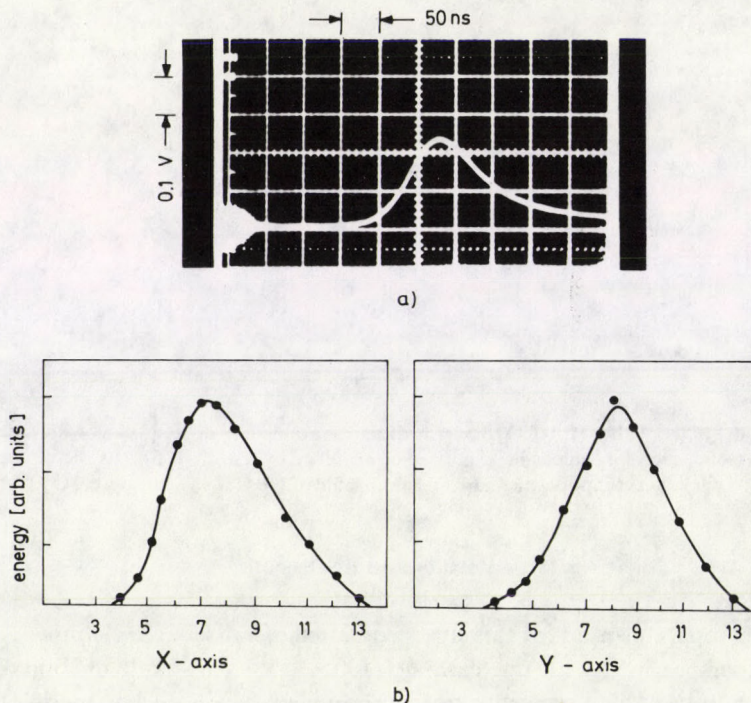 50 ns
0.1 V
a)
energy [arb. units]
3 5 7 9 11 13
X - axis
3 5 7 9 11 13
Y - axis
b)